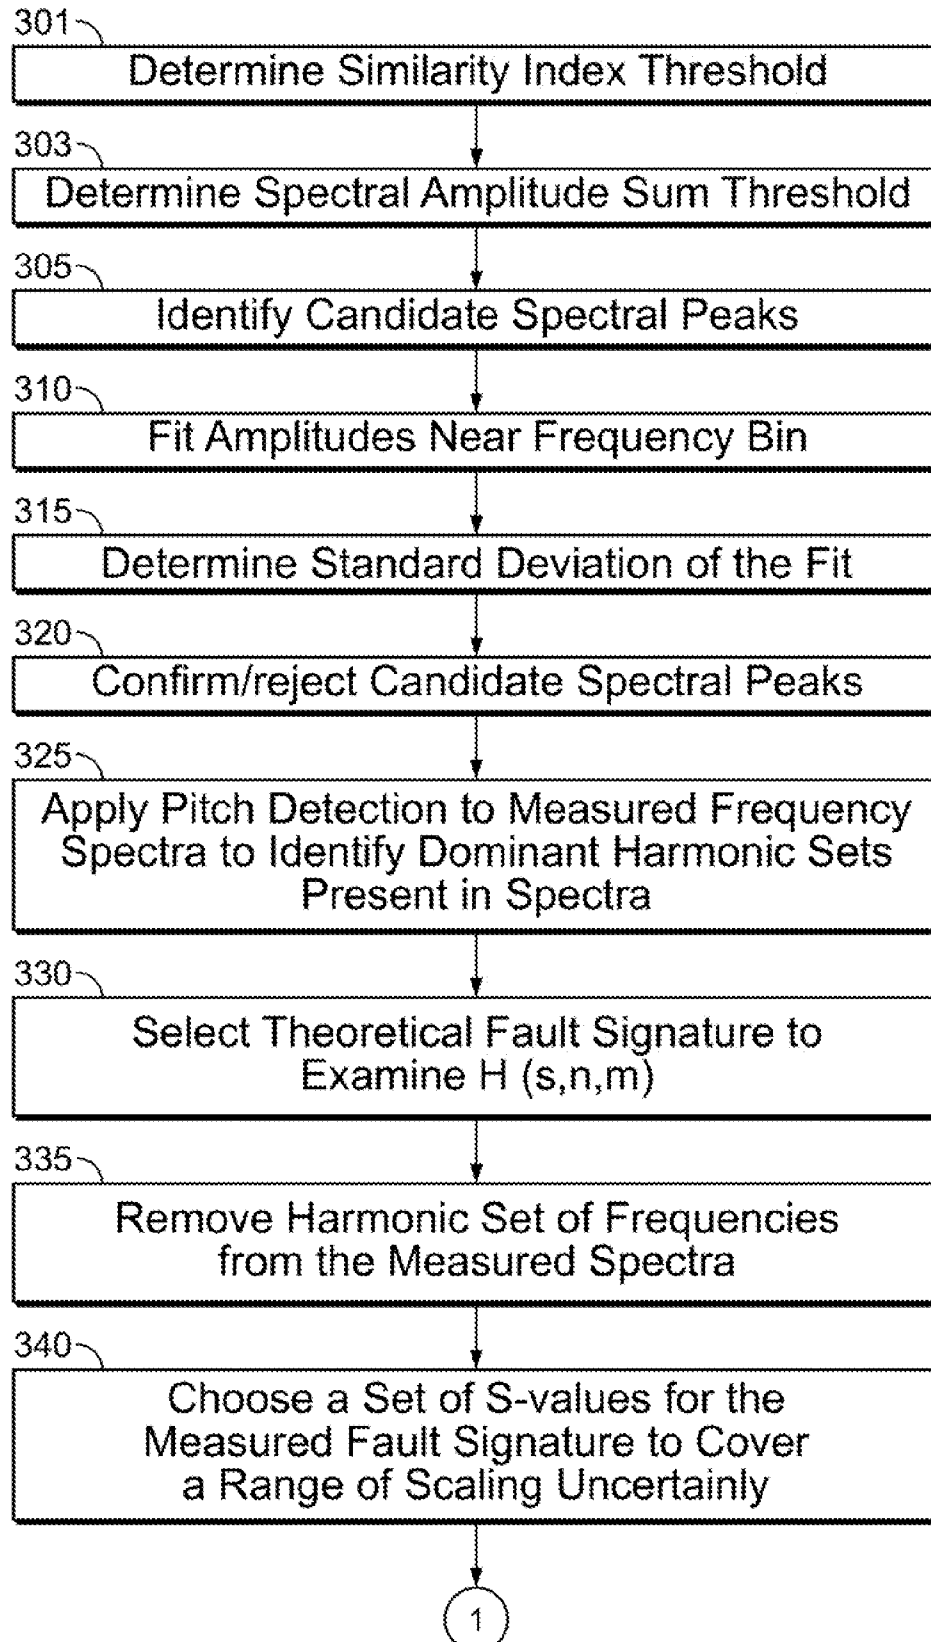 301
Determine Similarity Index Threshold
303
Determine Spectral Amplitude Sum Threshold
305
Identify Candidate Spectral Peaks
310
Fit Amplitudes Near Frequency Bin
315
Determine Standard Deviation of the Fit
320
Confirm/reject Candidate Spectral Peaks
325
Apply Pitch Detection to Measured Frequency
Spectra to Identify Dominant Harmonic Sets
Present in Spectra
330
Select Theoretical Fault Signature to
Examine H (s,n,m)
335
Remove Harmonic Set of Frequencies
from the Measured Spectra
340
Choose a Set of S-values for the
Measured Fault Signature to Cover
a Range of Scaling Uncertainly
1